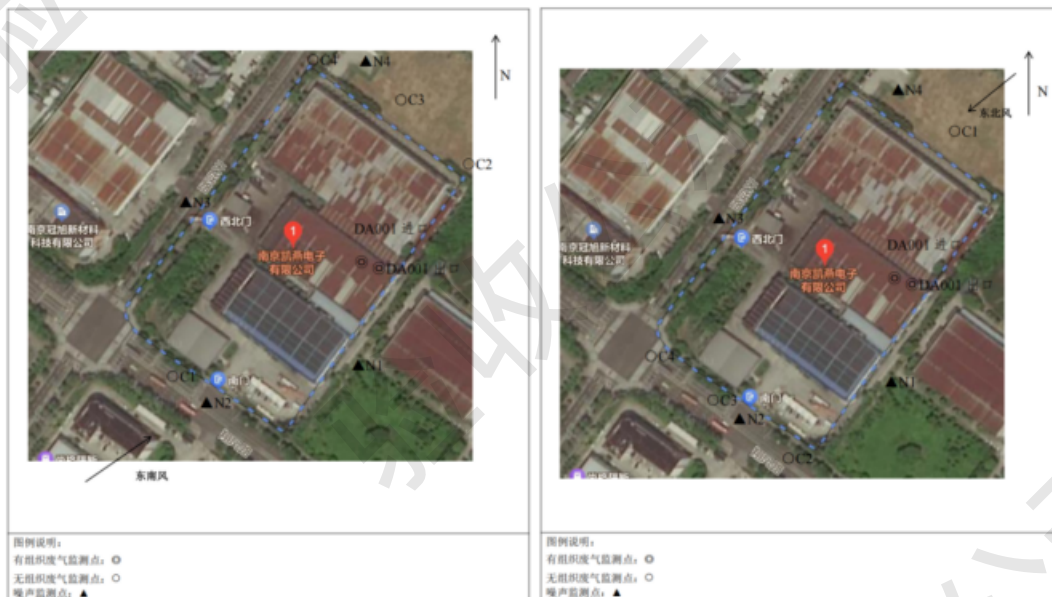 C4
N4
C3
N
C2
N3
西北门
南京冠旭新材料
科技有限公司
DA001 进口
南京凯燕电子
有限公司
DA001 出口
N1
C1
南门
N2
东南风
图例说明：
有组织废气监测点：◎
无组织废气监测点：○
噪声监测点：▲
N4
N
东北风
C1
N3
西北门
南京冠旭新材料
科技有限公司
DA001 进口
南京凯燕电子
有限公司
DA001 出口
C4
N1
C3
南门
N2
C2
图例说明：
有组织废气监测点：◎
无组织废气监测点：○
噪声监测点：▲